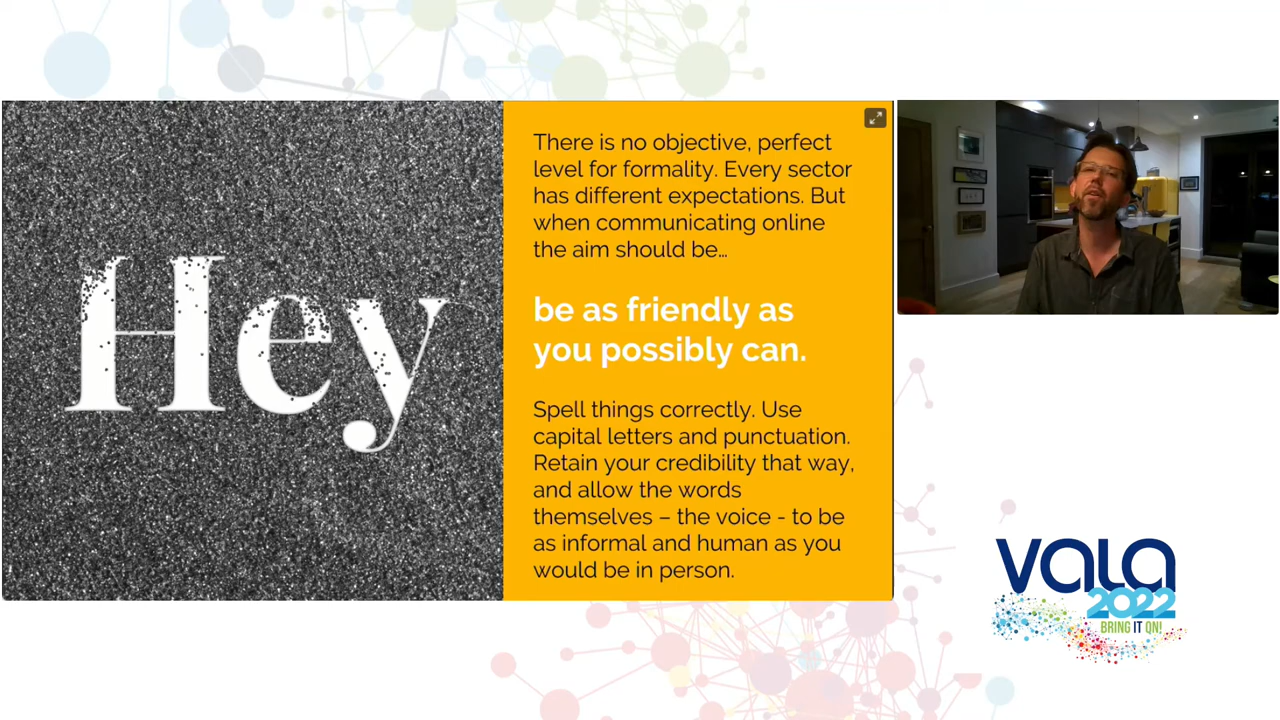 Hey
There is no objective, perfect
level for formality. Every sector
has different expectations. But
when communicating online
the aim should be…
be as friendly as
you possibly can.
Spell things correctly. Use
capital letters and punctuation.
Retain your credibility that way,
and allow the words
themselves – the voice - to be
as informal and human as you
would be in person.
VALA
2022
BRING IT ON!